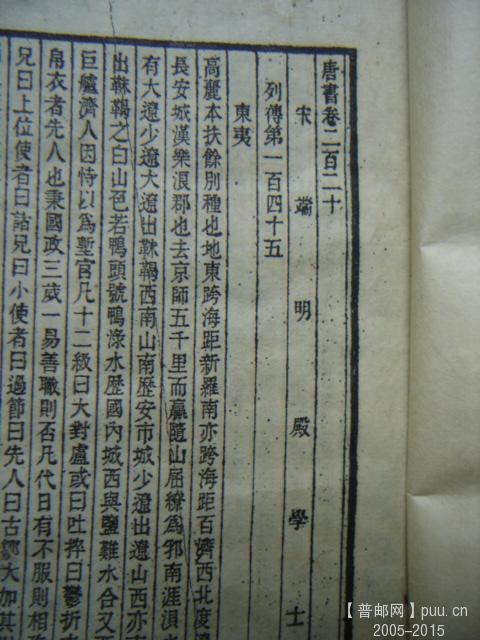 唐書卷二百二十
宋端明殿學士
列傳第一百四十五
東夷
高麗本扶餘別種也地東跨海距新羅南亦跨海距百濟西北度遼
長安城漢樂浪郡也去京師五千里而贏隨山屈繚為郛南涯浿
有大遼少遼大遼出靺鞨西南山南歷安市城少遼出遼山西亦南
出靺鞨之白山色若鴨頭號鴨淥水歷國內城西與鹽難水合又西
巨艫濟人因恃以為塹官凡十二級曰大對盧或曰吐捽曰鬱折
帛衣者先人也秉國政三歲一易善職則否凡代日有不服則相
兄曰上位使者曰諸兄曰小使者曰過節曰先人曰古鄒大加其
【普邮网】puu.cn
2005-2015